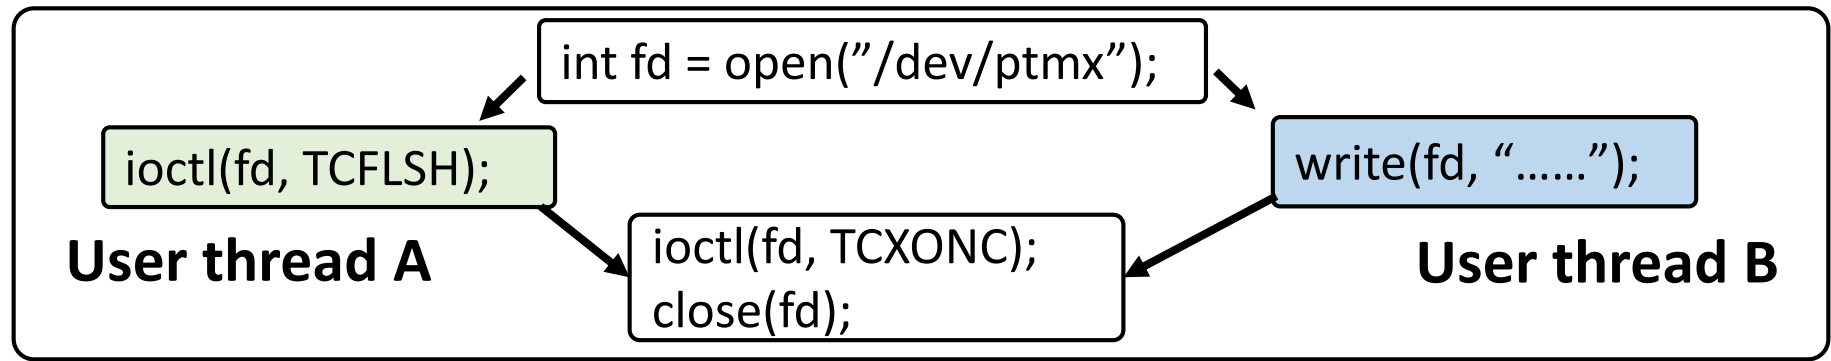 int fd = open(”/dev/ptmx”);
ioctl(fd, TCFLSH);
write(fd, “……”);
User thread A
ioctl(fd, TCXONC);
close(fd);
User thread B